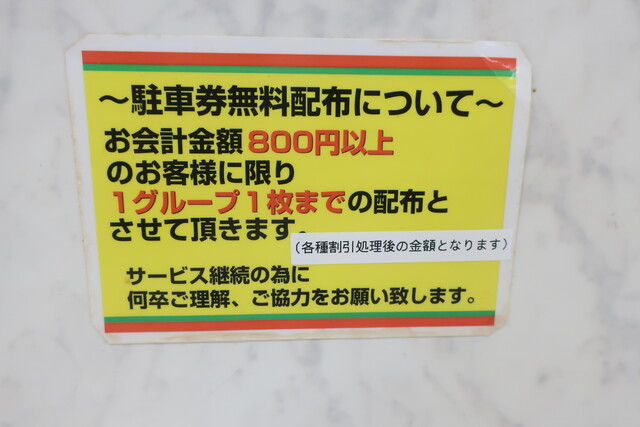 ～駐車券無料配布について～
お会計金額800円以上
のお客様に限り
1グループ1枚までの配布と
させて頂きます。
（各種割引処理後の金額となります）
サービス継続の為に
何卒ご理解、ご協力をお願い致します。